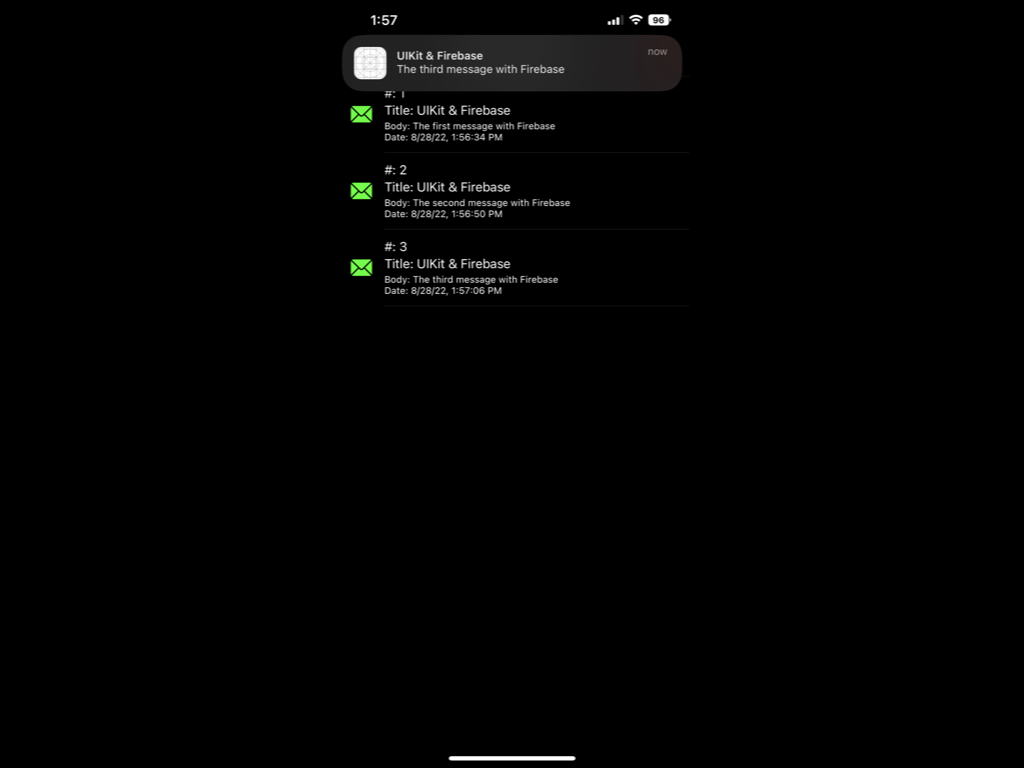 1:57
96
UIKit & Firebase
now
The third message with Firebase
#: 1
Title: UIKit & Firebase
Body: The first message with Firebase
Date: 8/28/22, 1:56:34 PM
#: 2
Title: UIKit & Firebase
Body: The second message with Firebase
Date: 8/28/22, 1:56:50 PM
#: 3
Title: UIKit & Firebase
Body: The third message with Firebase
Date: 8/28/22, 1:57:06 PM